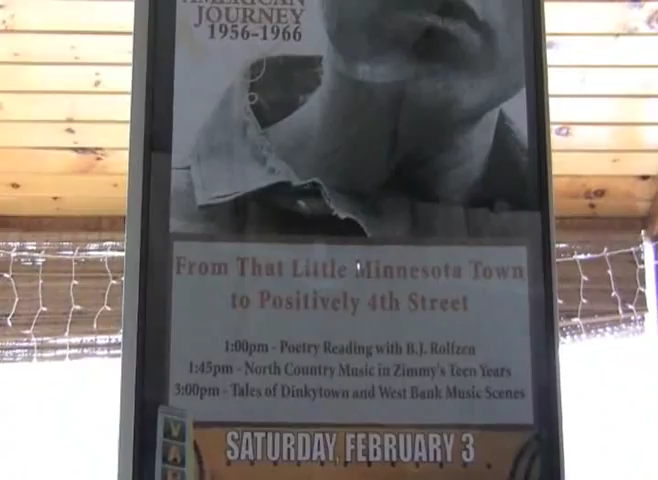 AMERICAN
JOURNEY
1956-1966
From That Little Minnesota Town
to Positively 4th Street
1:00pm - Poetry Reading with B.J. Rolfzen
1:45pm - North Country Music in Zimmy's Teen Years
3:00pm - Tales of Dinkytown and West Bank Music Scenes
SATURDAY, FEBRUARY 3